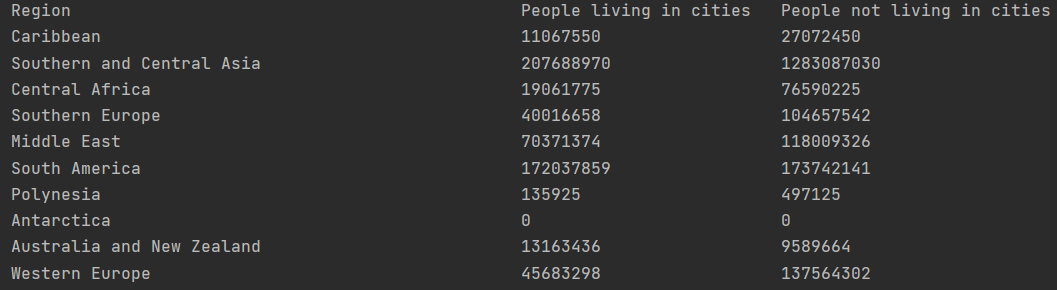 Region People living in cities People not living in cities
Caribbean 11067550 27072450
Southern and Central Asia 207688970 1283087030
Central Africa 19061775 76590225
Southern Europe 40016658 104657542
Middle East 70371374 118009326
South America 172037859 173742141
Polynesia 135925 497125
Antarctica 0 0
Australia and New Zealand 13163436 9589664
Western Europe 45683298 137564302